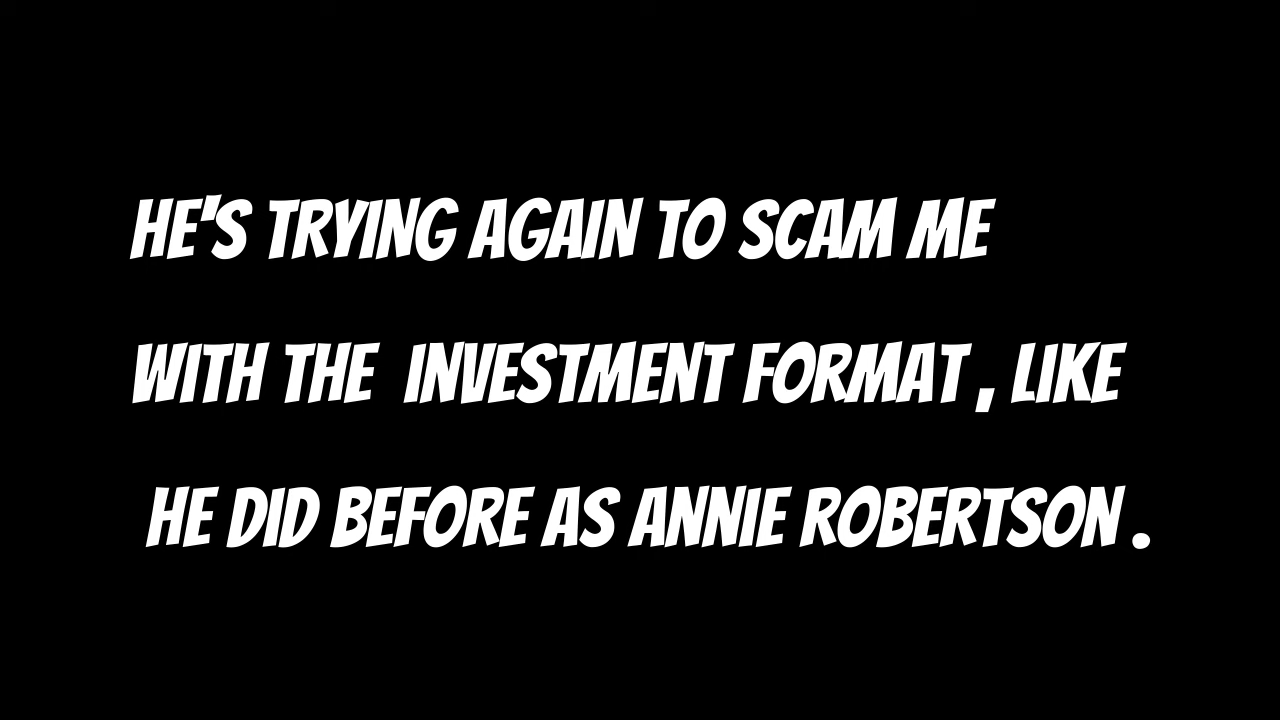 HE'S TRYING AGAIN TO SCAM ME
WITH THE  INVESTMENT FORMAT , LIKE
HE DID BEFORE AS ANNIE ROBERTSON .